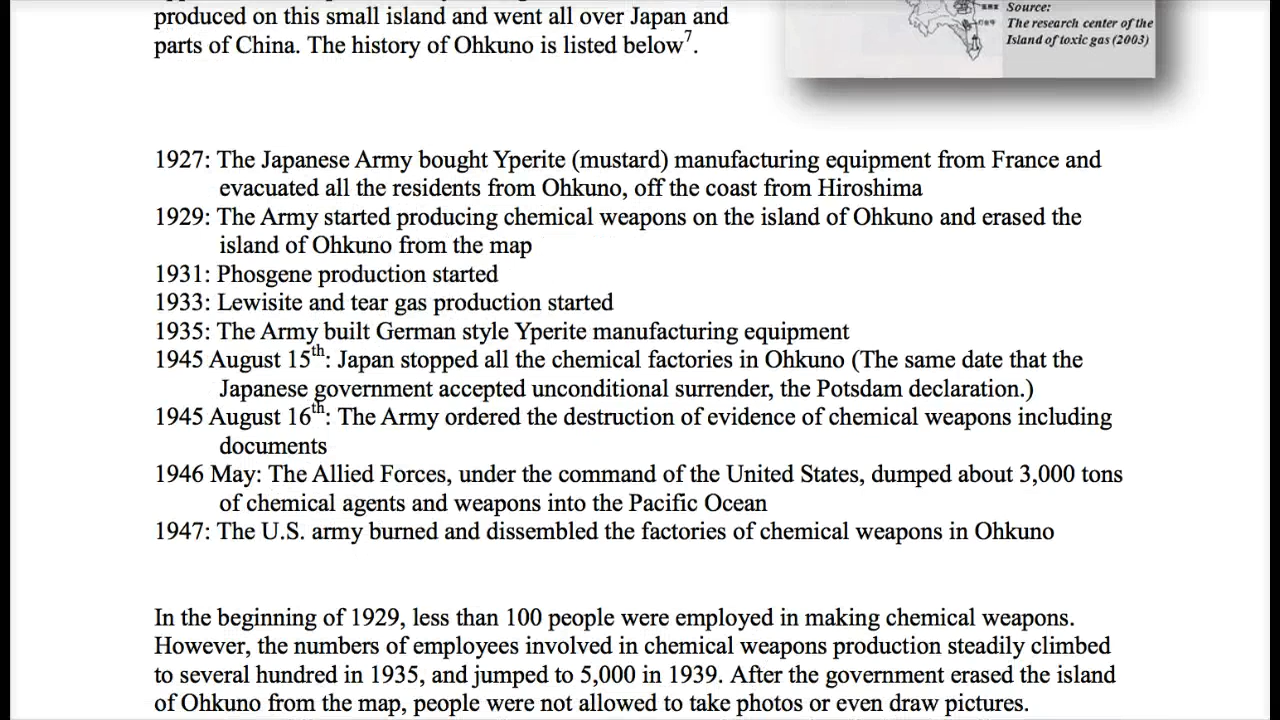 produced on this small island and went all over Japan and
parts of China. The history of Ohkuno is listed below7.
Source:
The research center of the
Island of toxic gas (2003)
1927: The Japanese Army bought Yperite (mustard) manufacturing equipment from France and
evacuated all the residents from Ohkuno, off the coast from Hiroshima
1929: The Army started producing chemical weapons on the island of Ohkuno and erased the
island of Ohkuno from the map
1931: Phosgene production started
1933: Lewisite and tear gas production started
1935: The Army built German style Yperite manufacturing equipment
1945 August 15th: Japan stopped all the chemical factories in Ohkuno (The same date that the
Japanese government accepted unconditional surrender, the Potsdam declaration.)
1945 August 16th: The Army ordered the destruction of evidence of chemical weapons including
documents
1946 May: The Allied Forces, under the command of the United States, dumped about 3,000 tons
of chemical agents and weapons into the Pacific Ocean
1947: The U.S. army burned and dissembled the factories of chemical weapons in Ohkuno
In the beginning of 1929, less than 100 people were employed in making chemical weapons.
However, the numbers of employees involved in chemical weapons production steadily climbed
to several hundred in 1935, and jumped to 5,000 in 1939. After the government erased the island
of Ohkuno from the map, people were not allowed to take photos or even draw pictures.